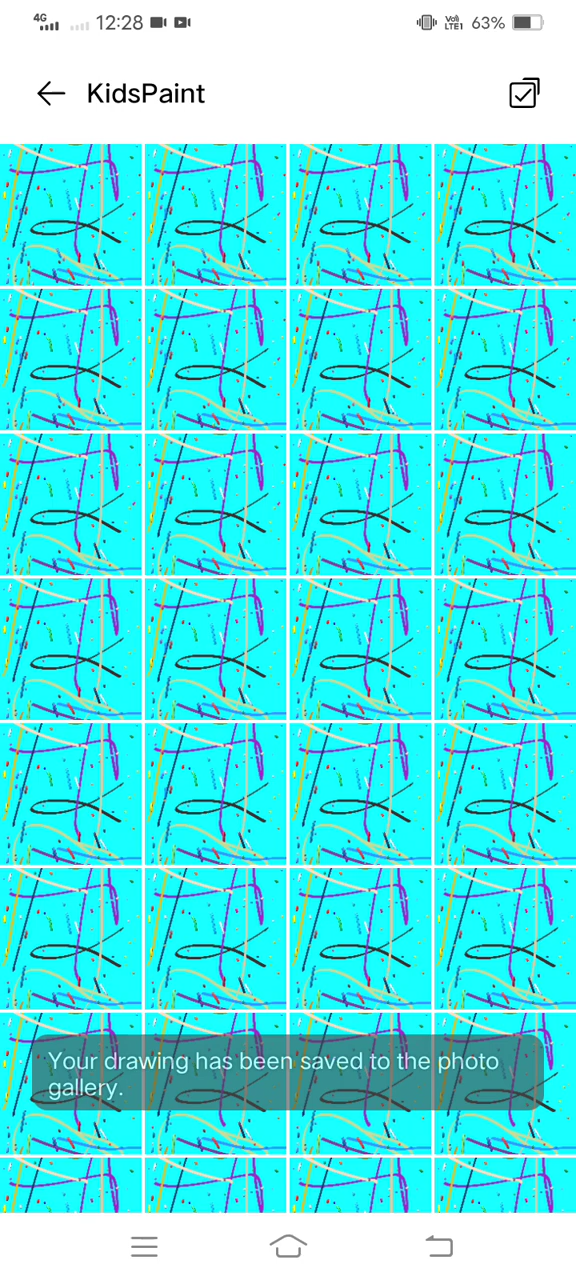 4G 12:28 Vo) LTE1 63%
KidsPaint
Your drawing has been saved to the photo
gallery.